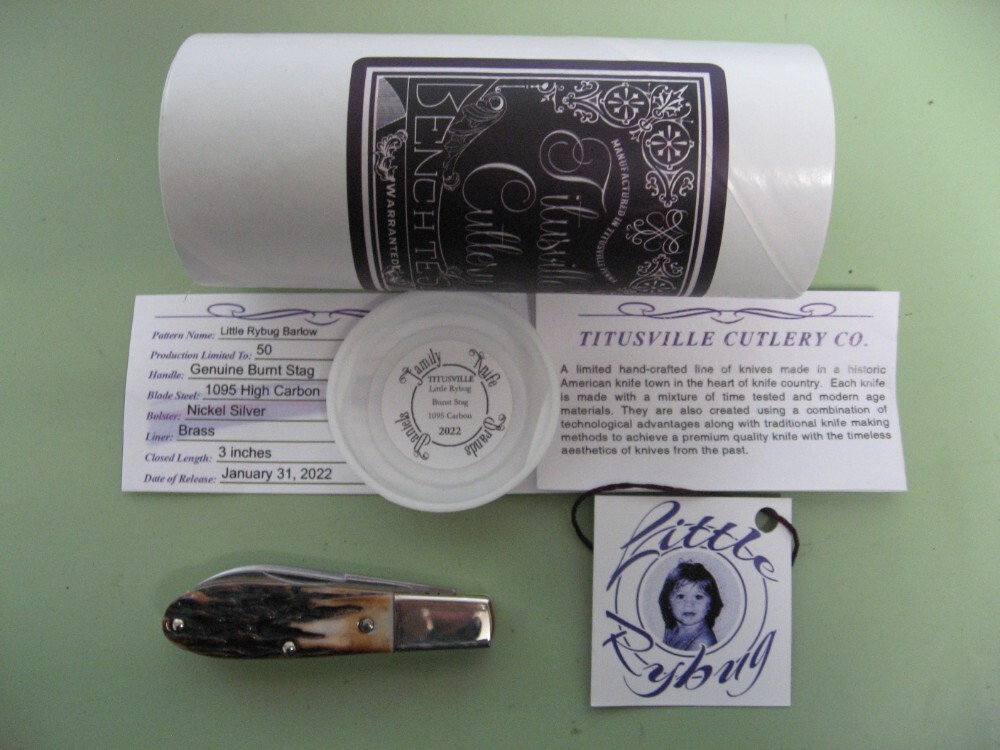 Titusville
Cutlery
MANUFACTURED IN TITUSVILLE
BENCH TES
WARRANTED
Pattern Name: Little Rybug Barlow
Production Limited To: 50
Handle: Genuine Burnt Stag
Blade Steel: 1095 High Carbon
Bolster: Nickel Silver
Liner: Brass
Closed Length: 3 inches
Date of Release: January 31, 2022
Family Knife
TITUSVILLE
Little Rybug
Burnt Stag
1095 Carbon
2022
Daniels Brands
TITUSVILLE CUTLERY CO.
A limited hand-crafted line of knives made in a historic
American knife town in the heart of knife country. Each knife
is made with a mixture of time tested and modern age
materials. They are also created using a combination of
technological advantages along with traditional knife making
methods to achieve a premium quality knife with the timeless
aesthetics of knives from the past.
Little
Rybug